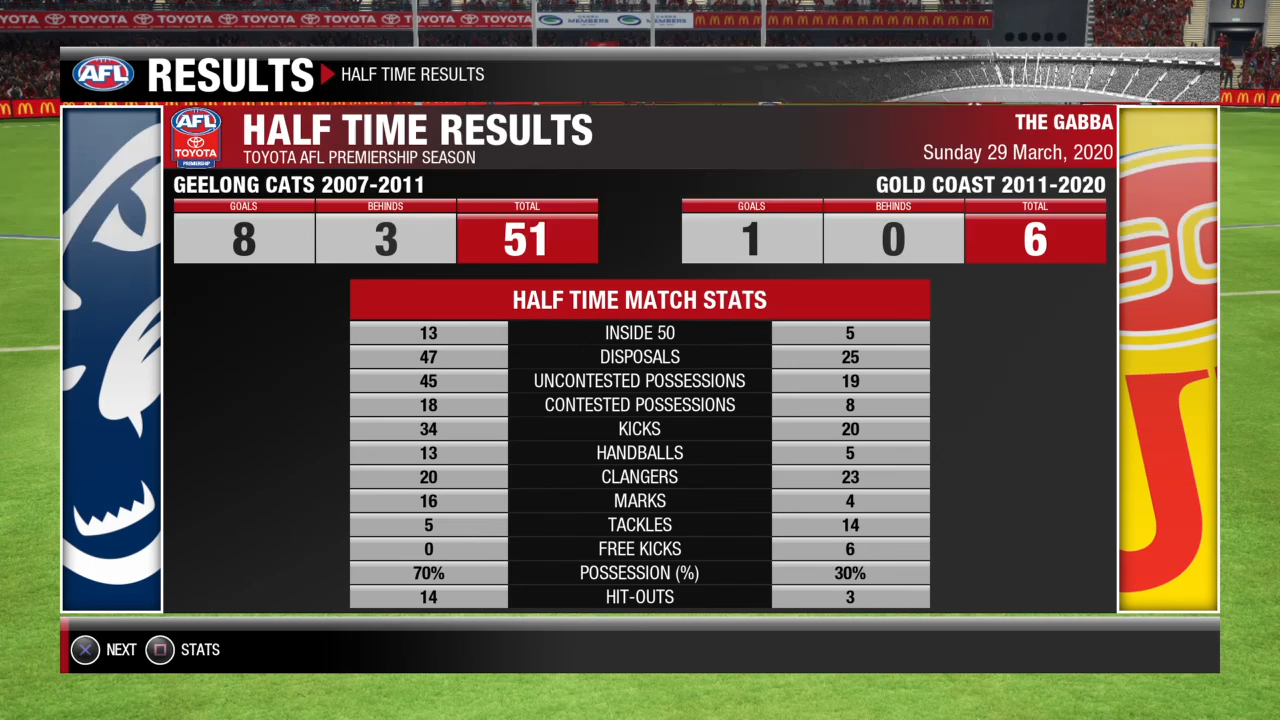 TOYOTA TOYOTA TOYOTA TOYOTA TOYOTA TOYOTA MEMBERS MEMBERS
38
AFL RESULTS HALF TIME RESULTS
AFL TOYOTA PREMIERSHIP
HALF TIME RESULTS
TOYOTA AFL PREMIERSHIP SEASON
THE GABBA
Sunday 29 March, 2020
GEELONG CATS 2007-2011
GOLD COAST 2011-2020
GOALS BEHINDS TOTAL GOALS BEHINDS TOTAL
8 3 51 1 0 6
HALF TIME MATCH STATS
13 INSIDE 50 5
47 DISPOSALS 25
45 UNCONTESTED POSSESSIONS 19
18 CONTESTED POSSESSIONS 8
34 KICKS 20
13 HANDBALLS 5
20 CLANGERS 23
16 MARKS 4
5 TACKLES 14
0 FREE KICKS 6
70% POSSESSION (%) 30%
14 HIT-OUTS 3
NEXT STATS